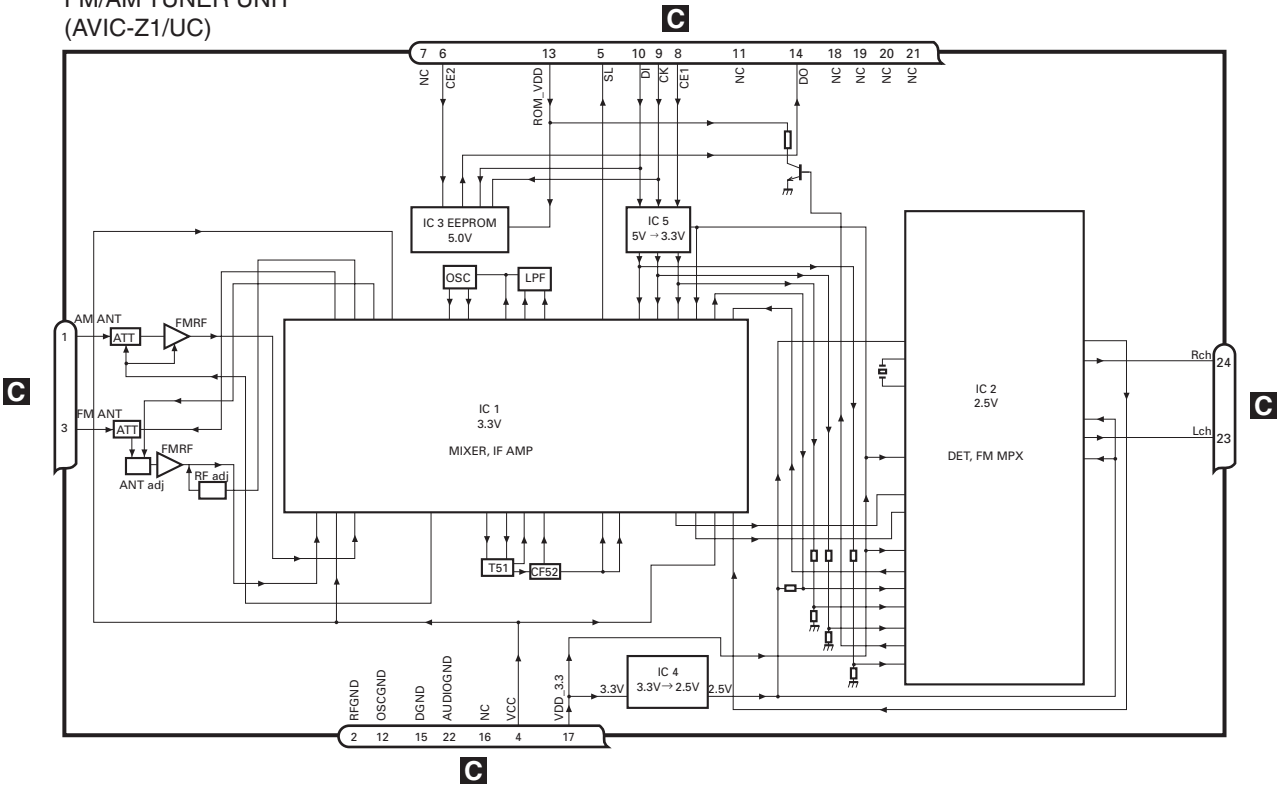 FM/AM TUNER UNIT
(AVIC-Z1/UC)
C
7 6 13 5 10 9 8 11 14 18 19 20 21
NC CE2 ROM_VDD SL DI CK CE1 NC DO NC NC NC NC
IC 3 EEPROM
5.0V
IC 5
5V→3.3V
OSC
LPF
AM ANT
1
ATT
FMRF
C
FM ANT
3
ATT
FMRF
ANT adj
RF adj
IC 1
3.3V
MIXER, IF AMP
IC 2
2.5V
DET, FM MPX
Rch
24
C
Lch
23
T51
CF52
IC 4
3.3V→2.5V
3.3V
2.5V
RFGND OSCGND DGND AUDIOGND NC VCC VDD_3.3
2 12 15 22 16 4 17
C